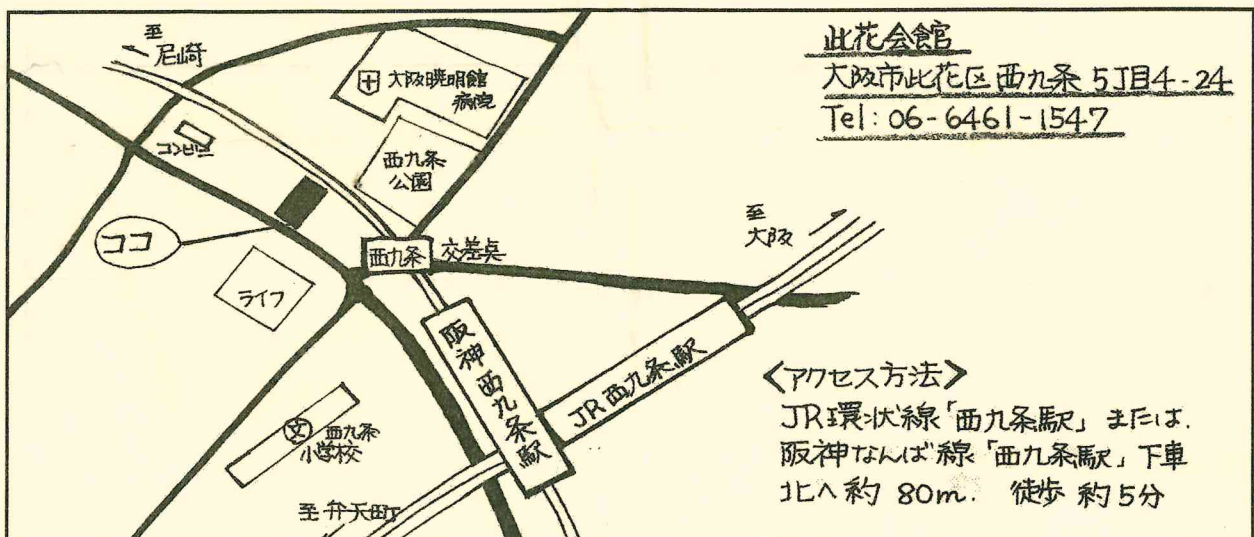 此花会館
大阪市此花区西九条 5丁目4-24
Tel: 06-6461-1547
至
尼崎
大阪暁明館
病院
コンビニ
西九条
公園
ココ
西九条
交差点
ライフ
至
大阪
阪神西九条駅
JR西九条駅
文
西九条
小学校
至弁天町
<アクセス方法>
JR環状線「西九条駅」または.
阪神なんば線「西九条駅」下車
北へ約 80m. 徒歩約5分